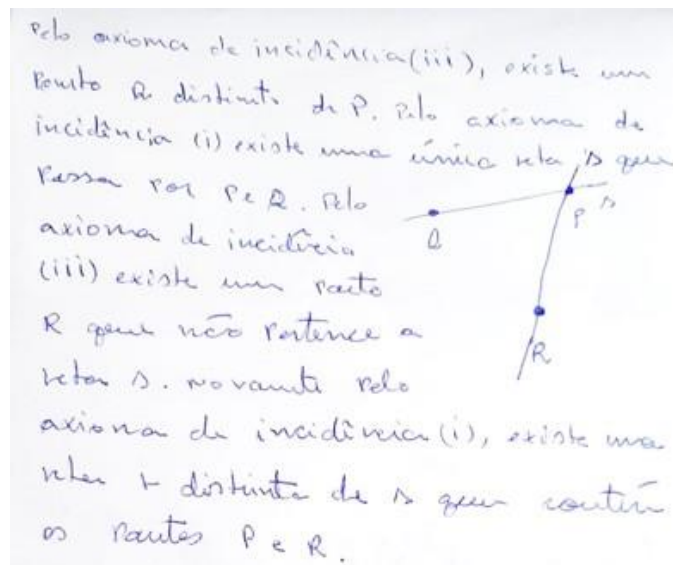 Pelo axioma de incidência (iii), existe um
Ponto Q distinto de P. Pelo axioma de
incidência (i) existe uma única reta s que
Passa por P e Q. Pelo
axioma de incidência
(iii) existe um ponto
R que não Pertence a
reta s. Novamente Pelo
axioma de incidência (i), existe uma
reta r distinta de s que contém
os Pontos P e R.
Q
P
s
R